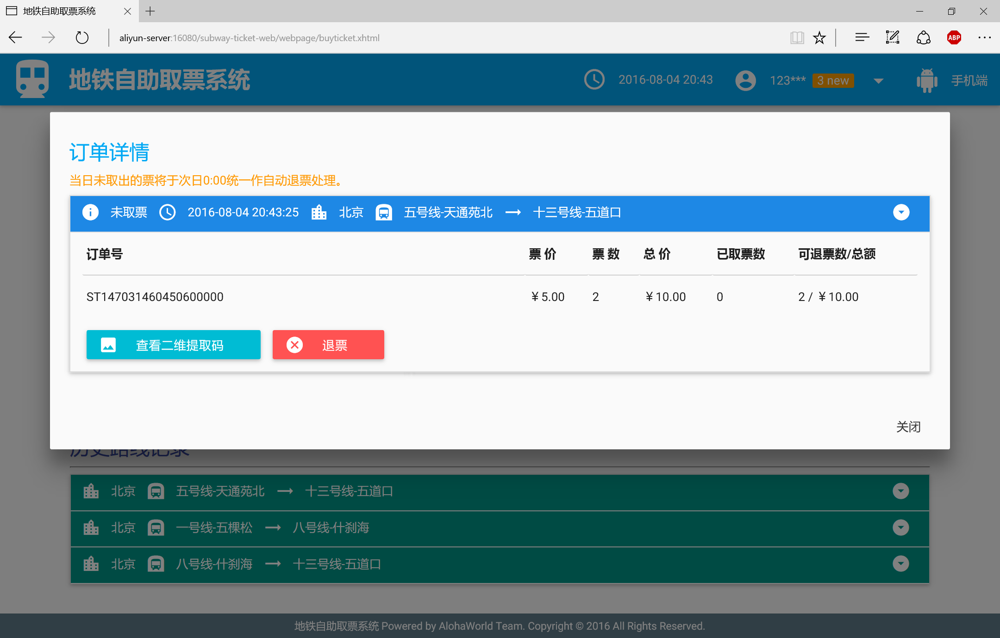 地铁自助取票系统
aliyun-server:16080/subway-ticket-web/webpage/buyticket.xhtml
ABP
地铁自助取票系统 2016-08-04 20:43 123*** 3 new 手机端
订单详情
当日未取出的票将于次日0:00统一作自动退票处理。
未取票 2016-08-04 20:43:25 北京 五号线-天通苑北 → 十三号线-五道口
订单号 票 价 票 数 总 价 已取票数 可退票数/总额
ST147031460450600000 ¥5.00 2 ¥10.00 0 2 / ¥10.00
查看二维提取码 退票
关闭
历史路线记录
北京 五号线-天通苑北 → 十三号线-五道口
北京 一号线-五棵松 → 八号线-什刹海
北京 八号线-什刹海 → 十三号线-五道口
地铁自助取票系统 Powered by AlohaWorld Team. Copyright © 2016 All Rights Reserved.